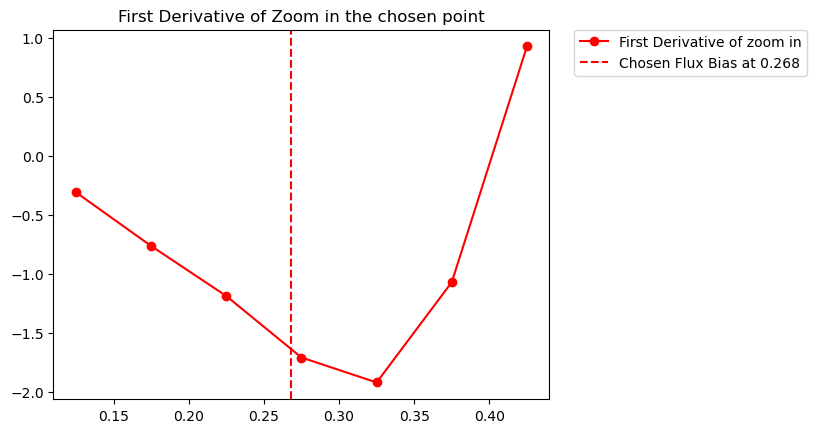 First Derivative of Zoom in the chosen point
First Derivative of zoom in
Chosen Flux Bias at 0.268
1.0
0.5
0.0
−0.5
−1.0
−1.5
−2.0
0.15 0.20 0.25 0.30 0.35 0.40